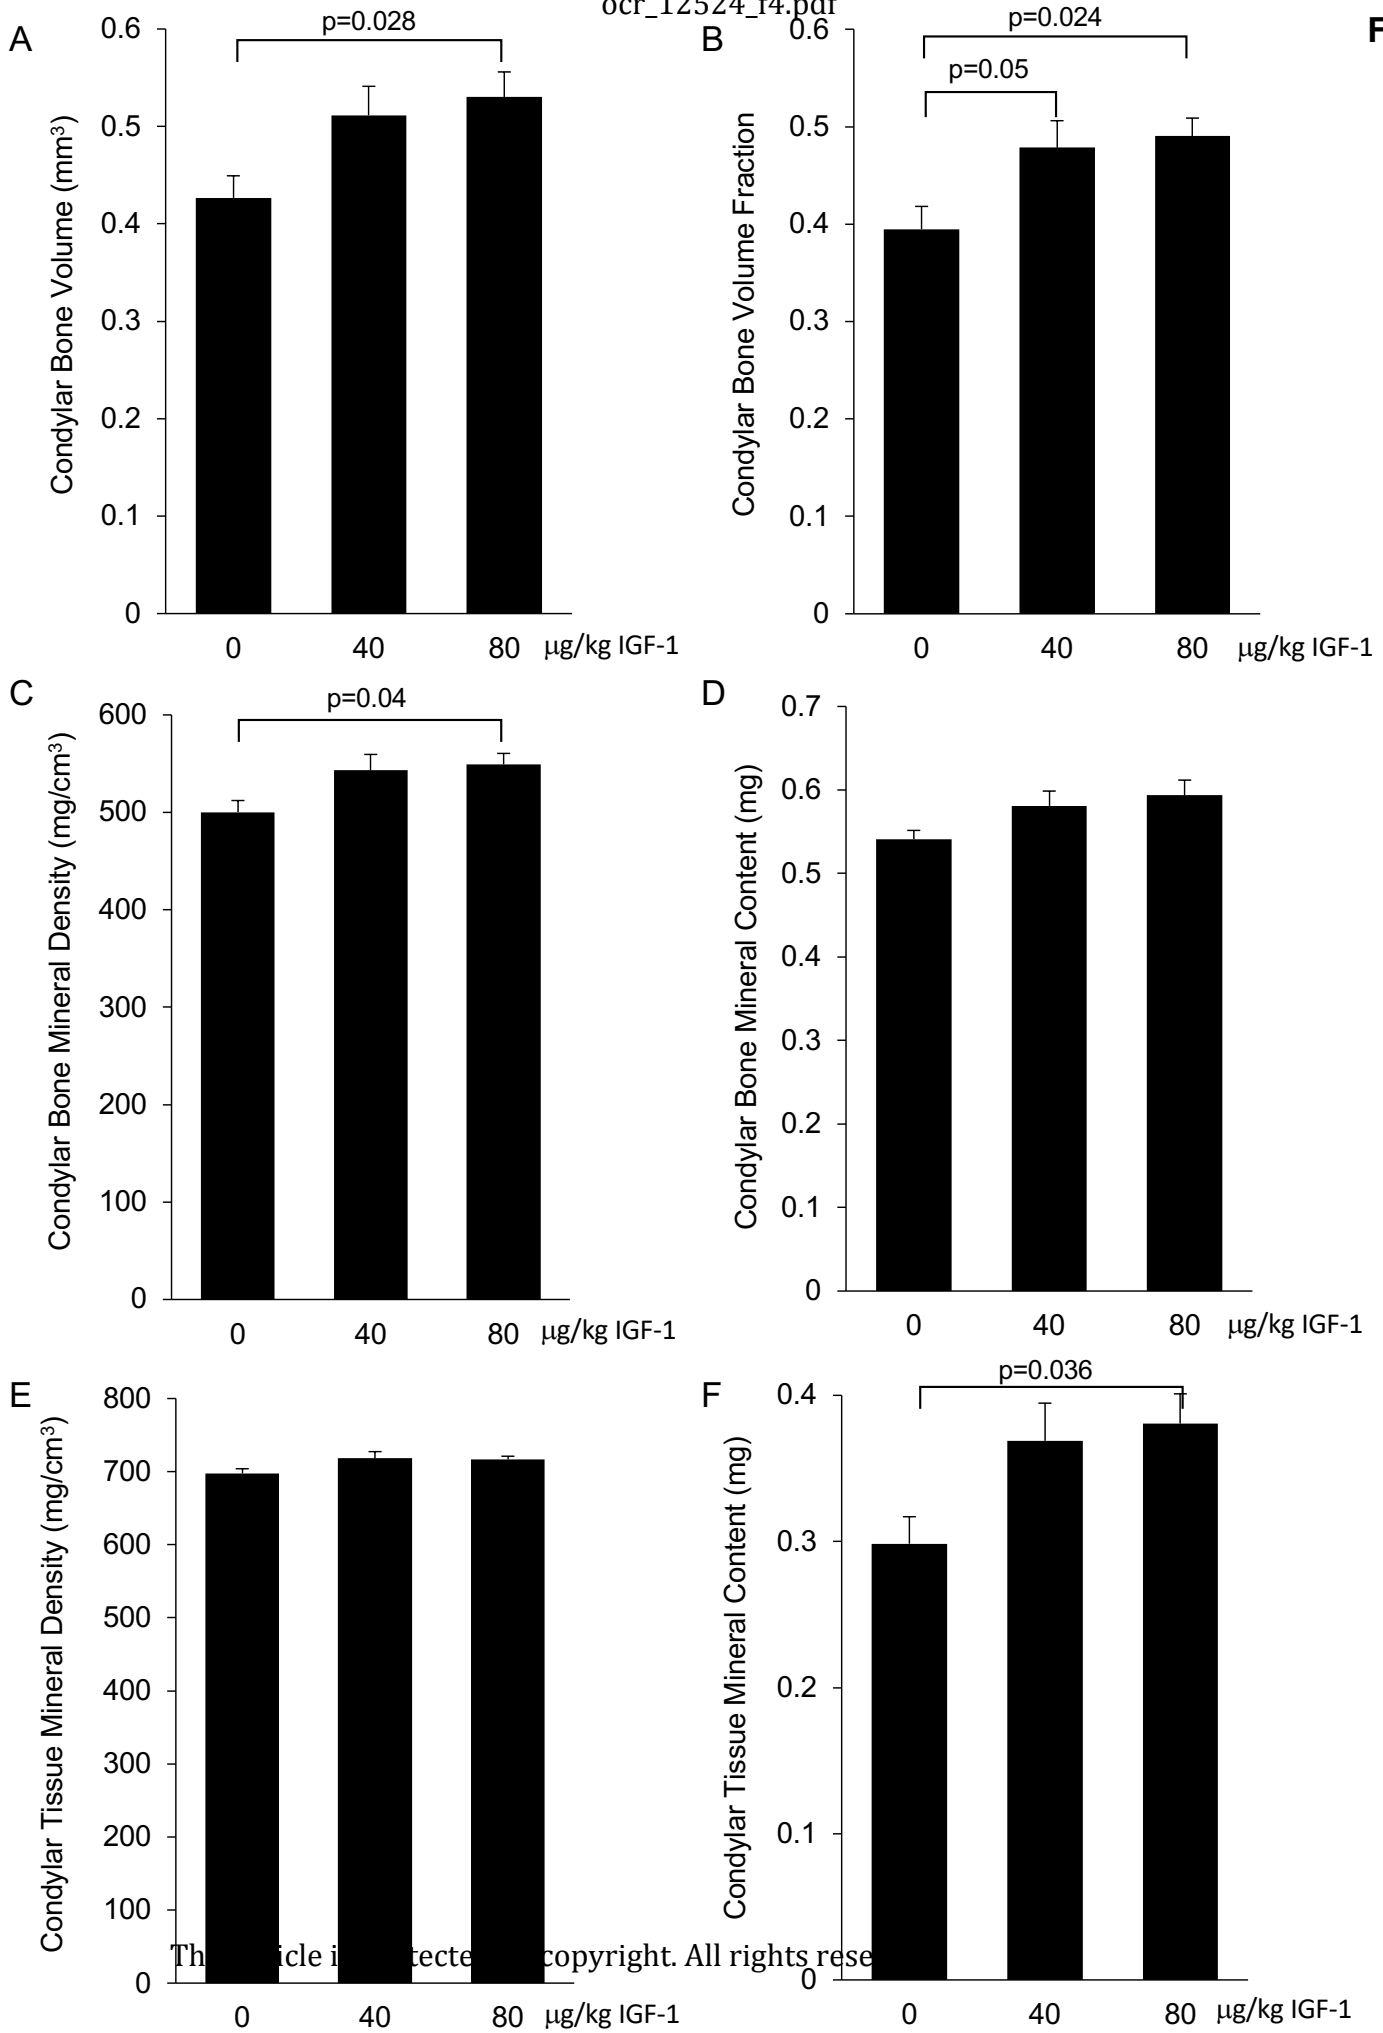 ocr_12524_f4.pdf
F
A
p=0.028
Condylar Bone Volume (mm³)
0.6
0.5
0.4
0.3
0.2
0.1
0
0 40 80 μg/kg IGF-1
B
p=0.024
p=0.05
Condylar Bone Volume Fraction
0.6
0.5
0.4
0.3
0.2
0.1
0
0 40 80 μg/kg IGF-1
C
p=0.04
Condylar Bone Mineral Density (mg/cm³)
600
500
400
300
200
100
0
0 40 80 μg/kg IGF-1
D
Condylar Bone Mineral Content (mg)
0.7
0.6
0.5
0.4
0.3
0.2
0.1
0
0 40 80 μg/kg IGF-1
E
Condylar Tissue Mineral Density (mg/cm³)
800
700
600
500
400
300
200
100
0
0 40 80 μg/kg IGF-1
F
p=0.036
Condylar Tissue Mineral Content (mg)
0.4
0.3
0.2
0.1
0
0 40 80 μg/kg IGF-1
copyright. All rights rese